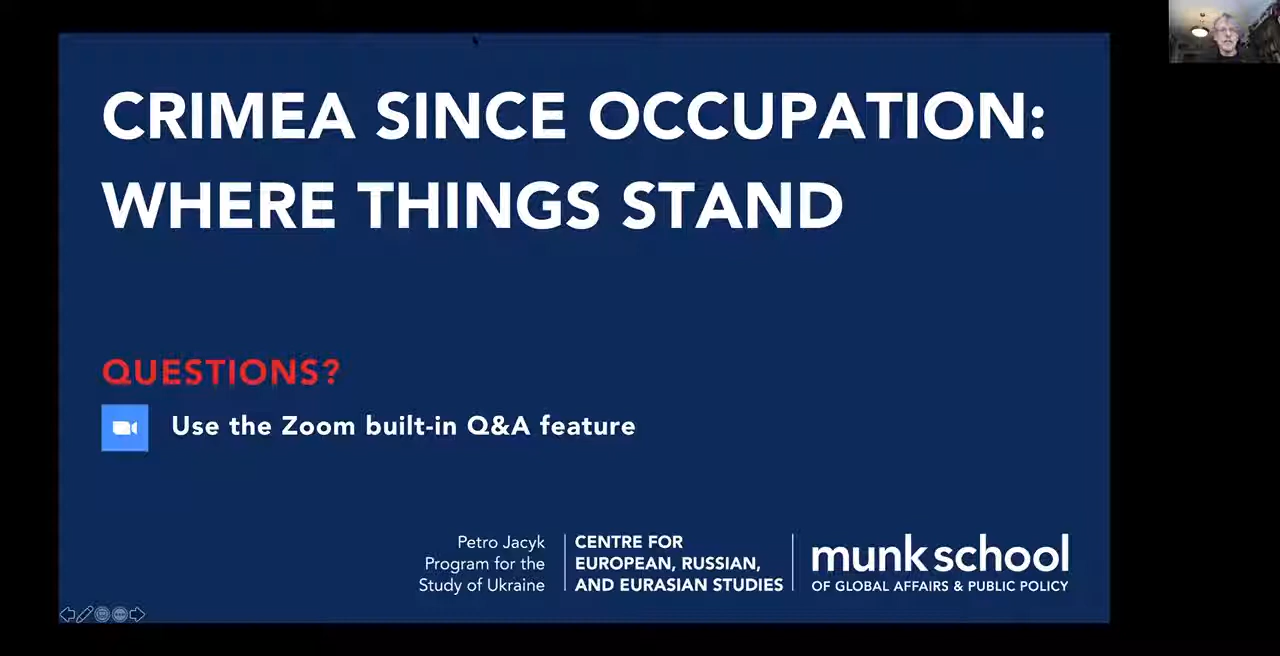 CRIMEA SINCE OCCUPATION:
WHERE THINGS STAND
QUESTIONS?
Use the Zoom built-in Q&A feature
Petro Jacyk
Program for the
Study of Ukraine
CENTRE FOR
EUROPEAN, RUSSIAN,
AND EURASIAN STUDIES
munk school
OF GLOBAL AFFAIRS & PUBLIC POLICY